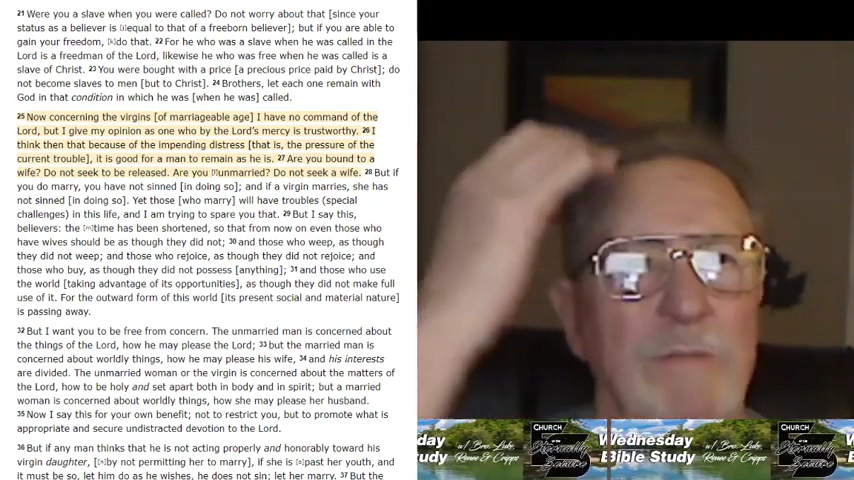 21 Were you a slave when you were called? Do not worry about that [since your
status as a believer is [i]equal to that of a freeborn believer]; but if you are able to
gain your freedom, [k]do that. 22 For he who was a slave when he was called in the
Lord is a freedman of the Lord, likewise he who was free when he was called is a
slave of Christ. 23 You were bought with a price [a precious price paid by Christ]; do
not become slaves to men [but to Christ]. 24 Brothers, let each one remain with
God in that condition in which he was [when he was] called.
25 Now concerning the virgins [of marriageable age] I have no command of the
Lord, but I give my opinion as one who by the Lord's mercy is trustworthy. 26 I
think then that because of the impending distress [that is, the pressure of the
current trouble], it is good for a man to remain as he is. 27 Are you bound to a
wife? Do not seek to be released. Are you [l]unmarried? Do not seek a wife. 28 But if
you do marry, you have not sinned [in doing so]; and if a virgin marries, she has
not sinned [in doing so]. Yet those [who marry] will have troubles (special
challenges) in this life, and I am trying to spare you that. 29 But I say this,
believers: the [m]time has been shortened, so that from now on even those who
have wives should be as though they did not; 30 and those who weep, as though
they did not weep; and those who rejoice, as though they did not rejoice; and
those who buy, as though they did not possess [anything]; 31 and those who use
the world [taking advantage of its opportunities], as though they did not make full
use of it. For the outward form of this world [its present social and material nature]
is passing away.
32 But I want you to be free from concern. The unmarried man is concerned about
the things of the Lord, how he may please the Lord; 33 but the married man is
concerned about worldly things, how he may please his wife, 34 and his interests
are divided. The unmarried woman or the virgin is concerned about the matters of
the Lord, how to be holy and set apart both in body and in spirit; but a married
woman is concerned about worldly things, how she may please her husband.
35 Now I say this for your own benefit; not to restrict you, but to promote what is
appropriate and secure undistracted devotion to the Lord.
36 But if any man thinks that he is not acting properly and honorably toward his
virgin daughter, [n]by not permitting her to marry], if she is [o]past her youth, and
it must be so, let him do as he wishes, he does not sin; let her marry. 37 But the
day
w/ Bro. Luke,
Renee & Cripps
CHURCH
OF THE
Eternally
Secure
Wednesday
Bible Study
w/ Bro. Luke,
Renee & Cripps
CHURCH
OF THE
Eternally
Secure
W
B